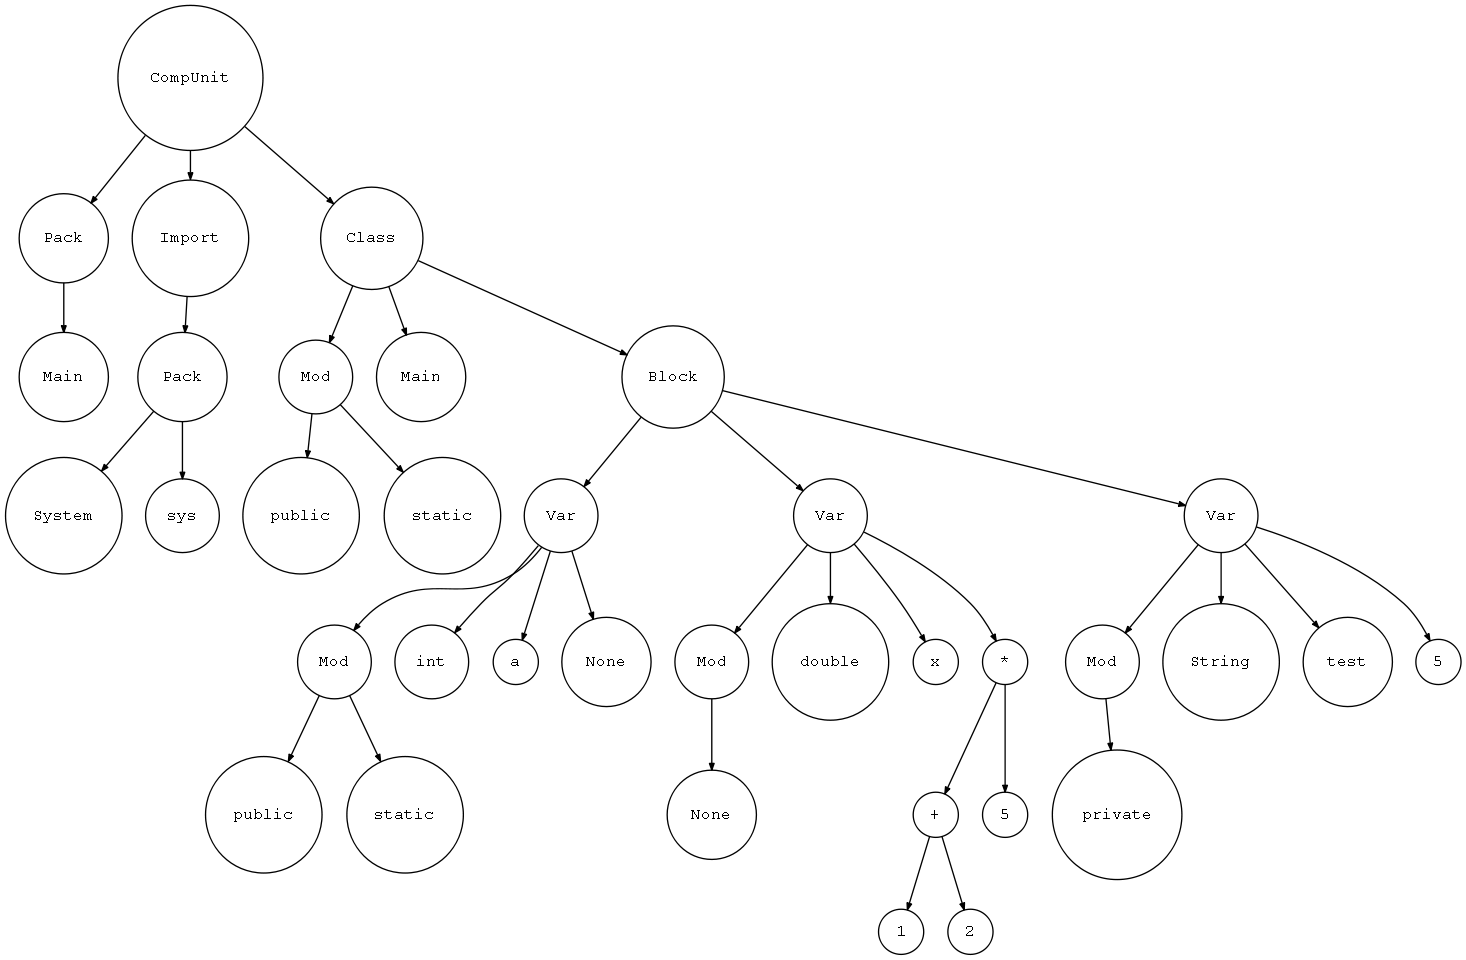 CompUnit
Pack Import Class
Main Pack Mod Main Block
System sys public static Var Var Var
Mod int a None Mod double x * Mod String test 5
public static None + 5 private
1 2